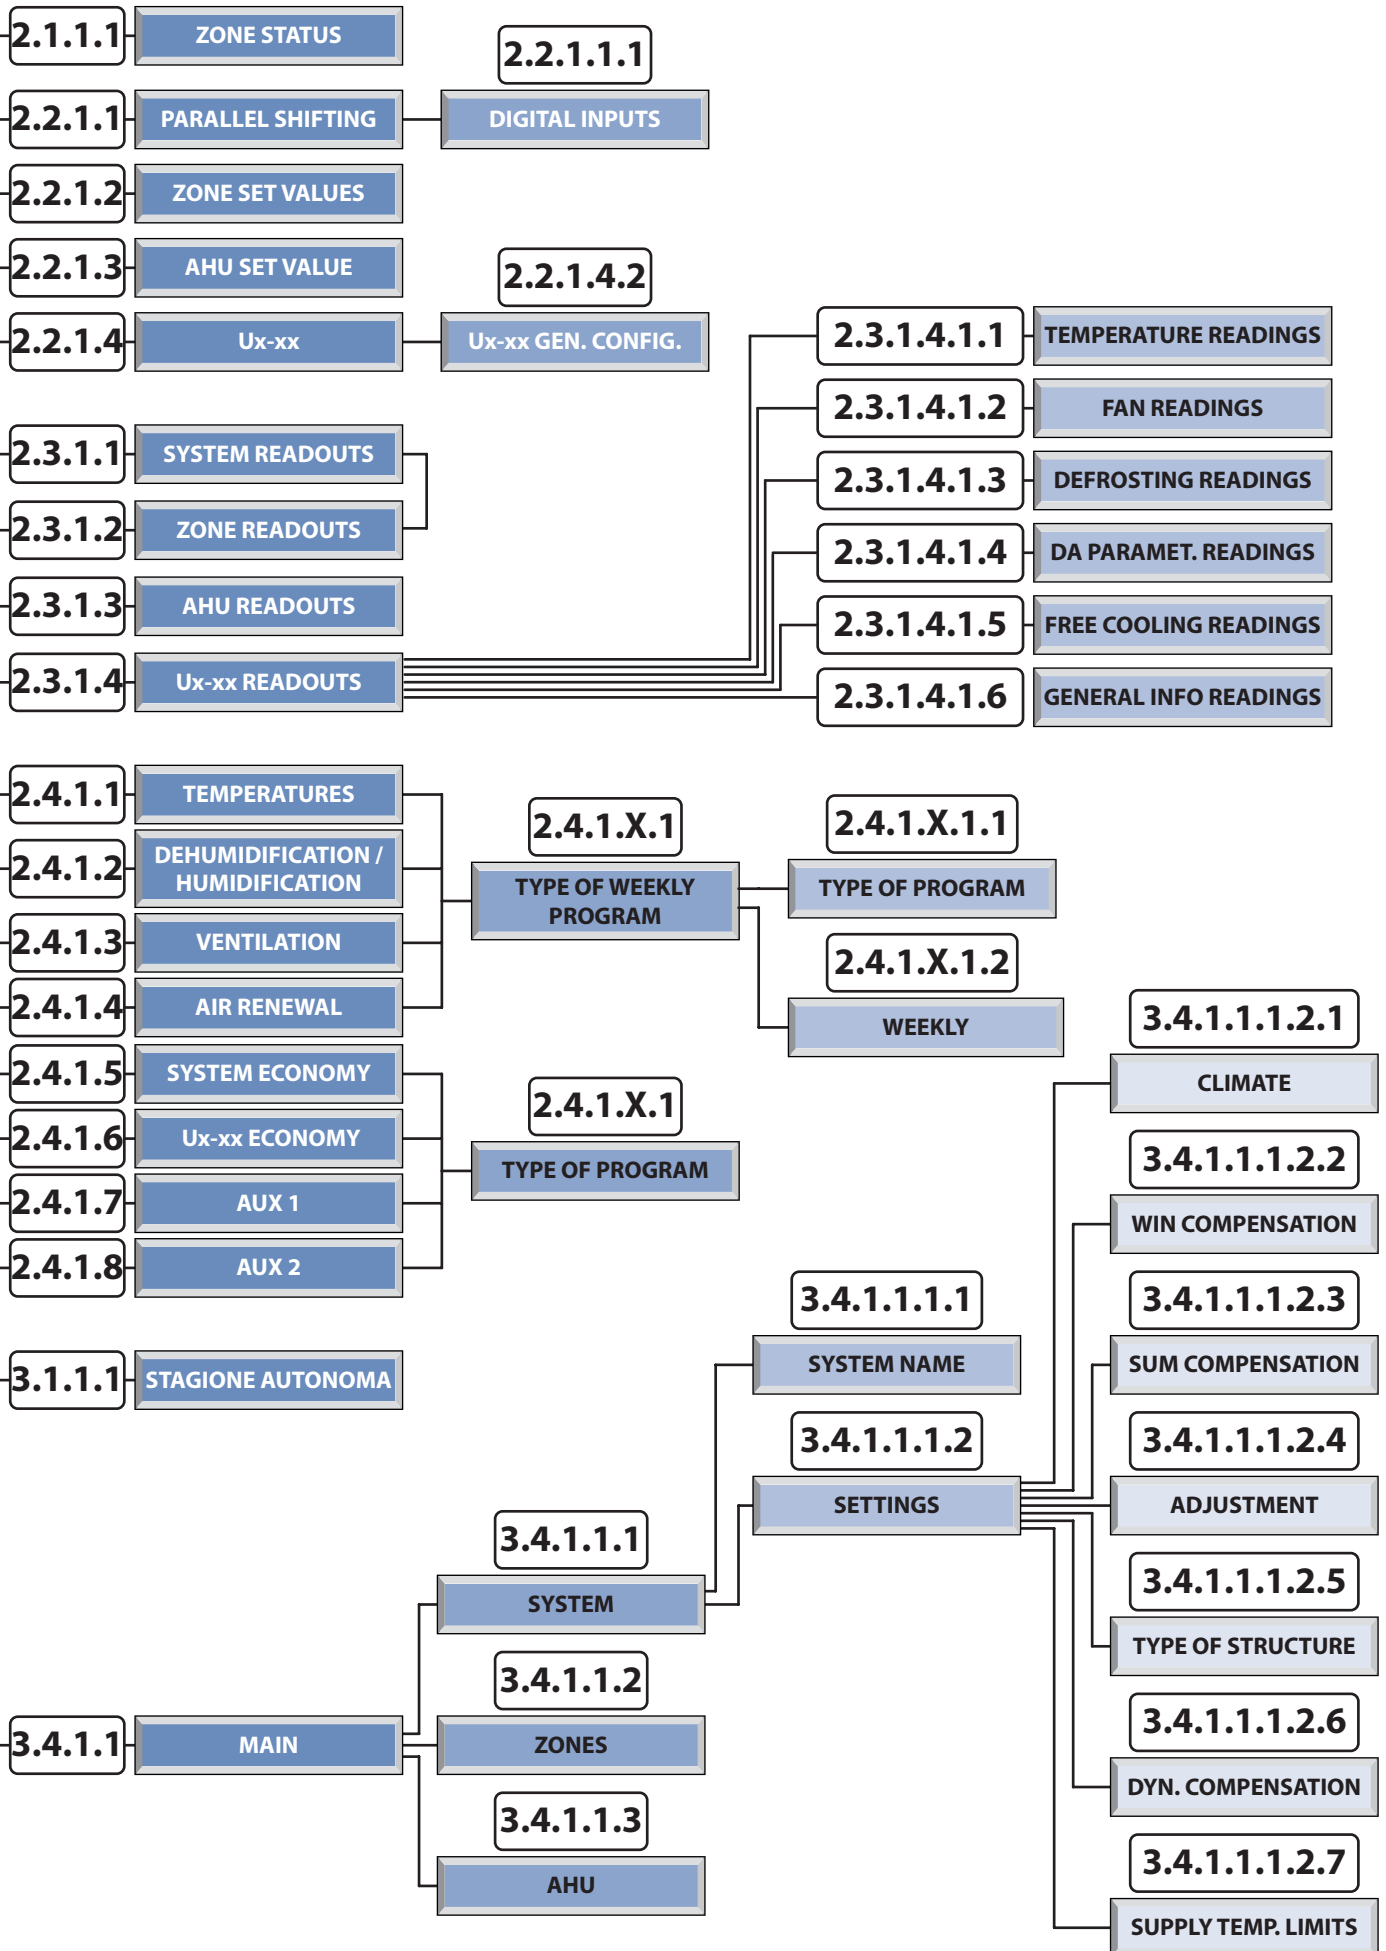 2.1.1.1 ZONE STATUS
2.2.1.1.1
2.2.1.1 PARALLEL SHIFTING DIGITAL INPUTS
2.2.1.2 ZONE SET VALUES
2.2.1.3 AHU SET VALUE
2.2.1.4.2
2.2.1.4 Ux-xx Ux-xx GEN. CONFIG.
2.3.1.4.1.1 TEMPERATURE READINGS
2.3.1.4.1.2 FAN READINGS
2.3.1.1 SYSTEM READOUTS
2.3.1.4.1.3 DEFROSTING READINGS
2.3.1.2 ZONE READOUTS
2.3.1.4.1.4 DA PARAMET. READINGS
2.3.1.3 AHU READOUTS
2.3.1.4.1.5 FREE COOLING READINGS
2.3.1.4 Ux-xx READOUTS
2.3.1.4.1.6 GENERAL INFO READINGS
2.4.1.1 TEMPERATURES
2.4.1.X.1
2.4.1.X.1.1
2.4.1.2 DEHUMIDIFICATION /
HUMIDIFICATION
TYPE OF WEEKLY
PROGRAM
TYPE OF PROGRAM
2.4.1.3 VENTILATION
2.4.1.X.1.2
2.4.1.4 AIR RENEWAL
WEEKLY
3.4.1.1.1.2.1
2.4.1.5 SYSTEM ECONOMY
CLIMATE
2.4.1.X.1
2.4.1.6 Ux-xx ECONOMY
3.4.1.1.1.2.2
TYPE OF PROGRAM
2.4.1.7 AUX 1
WIN COMPENSATION
2.4.1.8 AUX 2
3.4.1.1.1.1
3.4.1.1.1.2.3
SYSTEM NAME
SUM COMPENSATION
3.1.1.1 STAGIONE AUTONOMA
3.4.1.1.1.2
3.4.1.1.1.2.4
SETTINGS
ADJUSTMENT
3.4.1.1.1
3.4.1.1.1.2.5
SYSTEM
TYPE OF STRUCTURE
3.4.1.1.2
3.4.1.1.1.2.6
3.4.1.1 MAIN
ZONES
DYN. COMPENSATION
3.4.1.1.3
3.4.1.1.1.2.7
AHU
SUPPLY TEMP. LIMITS